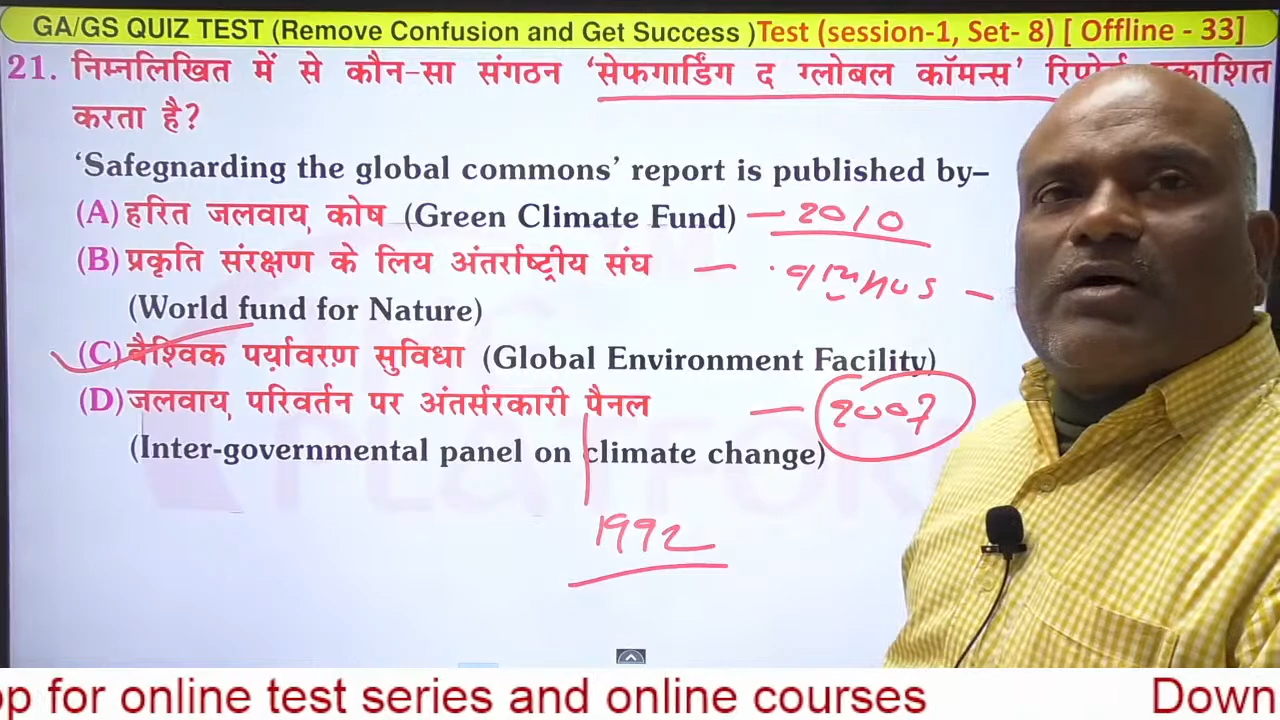 GA/GS QUIZ TEST (Remove Confusion and Get Success )Test (session-1, Set- 8) [ Offline - 33]
21. निम्नलिखित में से कौन-सा संगठन ‘सेफगार्डिंग द ग्लोबल कॉमन्स’
करता है?
‘Safegnarding the global commons’ report is published by–
(A) हरित जलवायु कोष (Green Climate Fund) — 2010
(B) प्रकृति संरक्षण के लिय अंतर्राष्ट्रीय संघ —
(World fund for Nature)
(C) वैश्विक पर्यावरण सुविधा (Global Environment Facility)
(D) जलवायु परिवर्तन पर अंतर्सरकारी पैनल — 2007
(Inter-governmental panel on climate change)
1992
PLATFOR
op for online test series and online courses Down